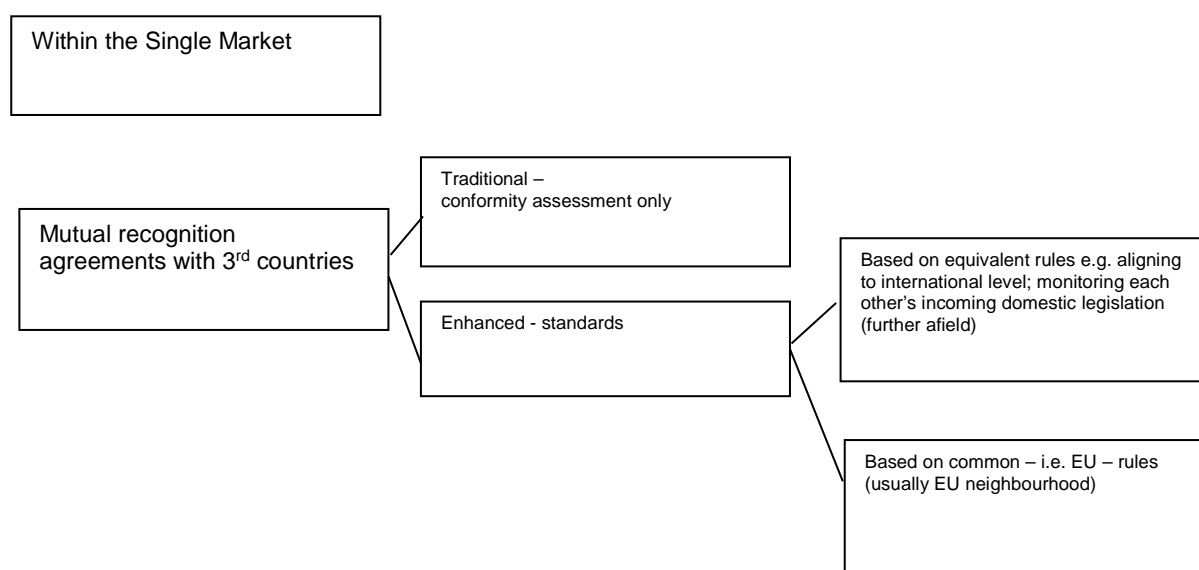 Within the Single Market
Traditional –
conformity assessment only
Mutual recognition
agreements with 3rd countries
Enhanced - standards
Based on equivalent rules e.g. aligning
to international level; monitoring each
other’s incoming domestic legislation
(further afield)
Based on common – i.e. EU – rules
(usually EU neighbourhood)